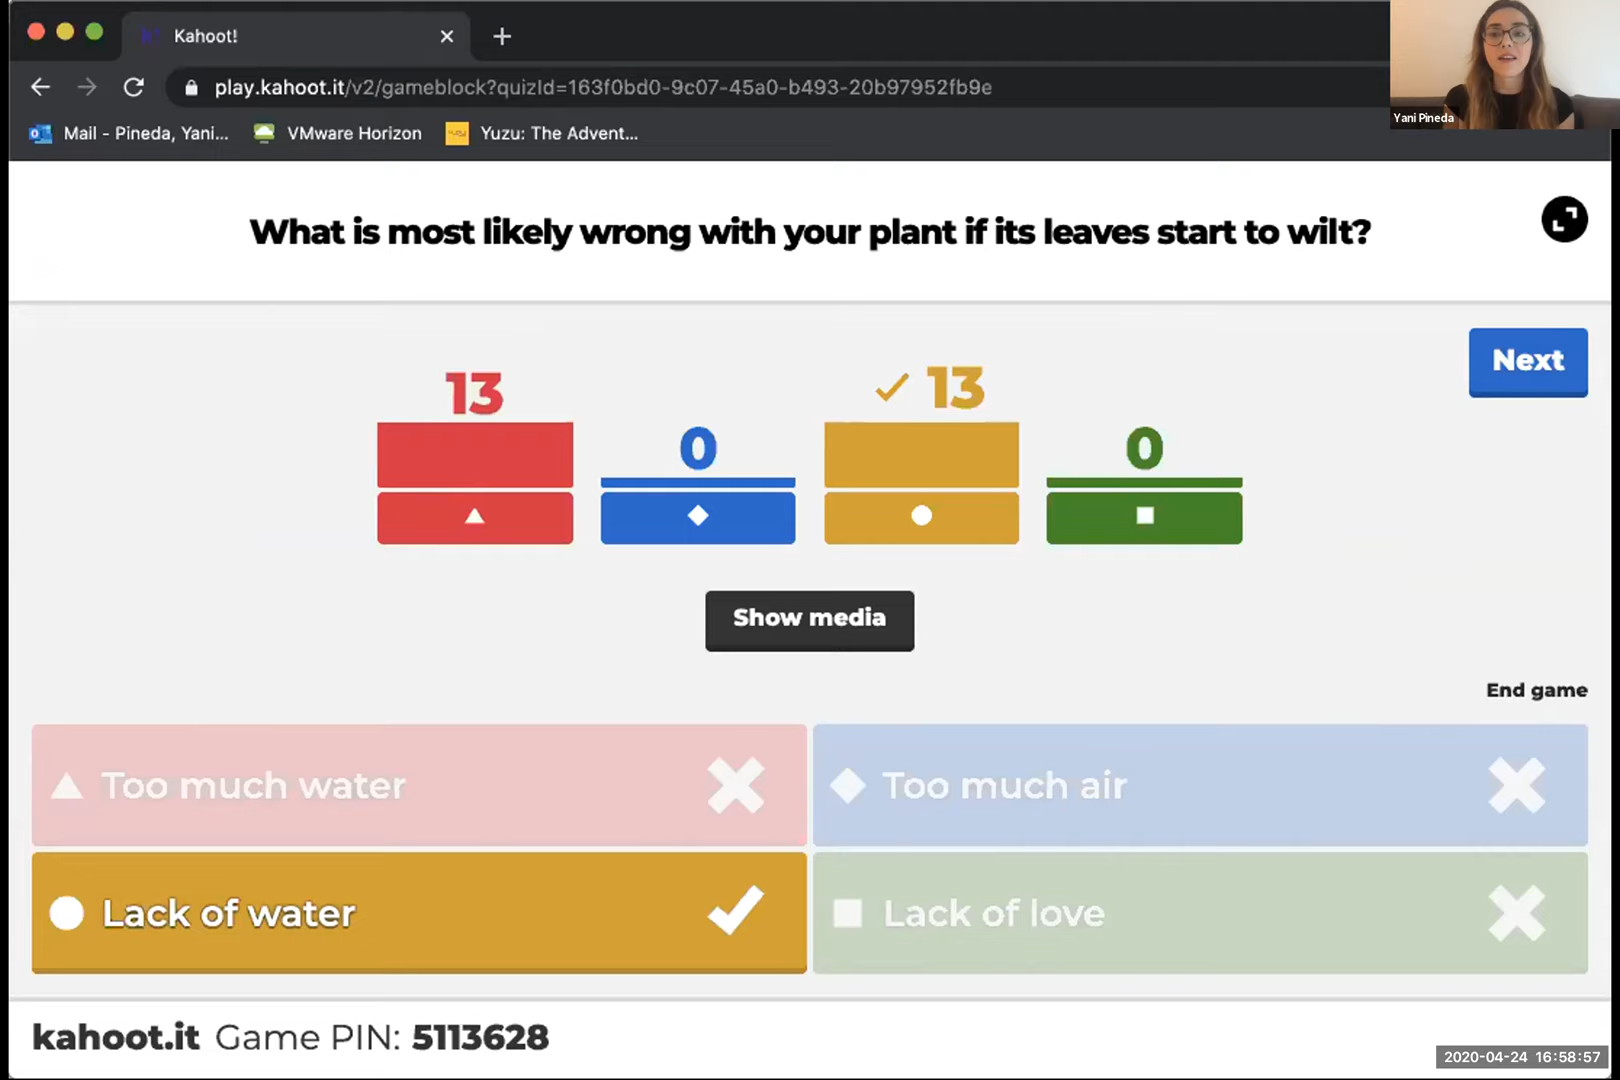 Kahoot!
play.kahoot.it/v2/gameblock?quizId=163f0bd0-9c07-45a0-b493-20b97952fb9e
Yani Pineda
Mail - Pineda, Yani... VMware Horizon Yuzu: The Advent...
What is most likely wrong with your plant if its leaves start to wilt?
Next
13 0 13 0
Show media
End game
Too much water Too much air
Lack of water Lack of love
kahoot.it Game PIN: 5113628
2020-04-24 16:58:57